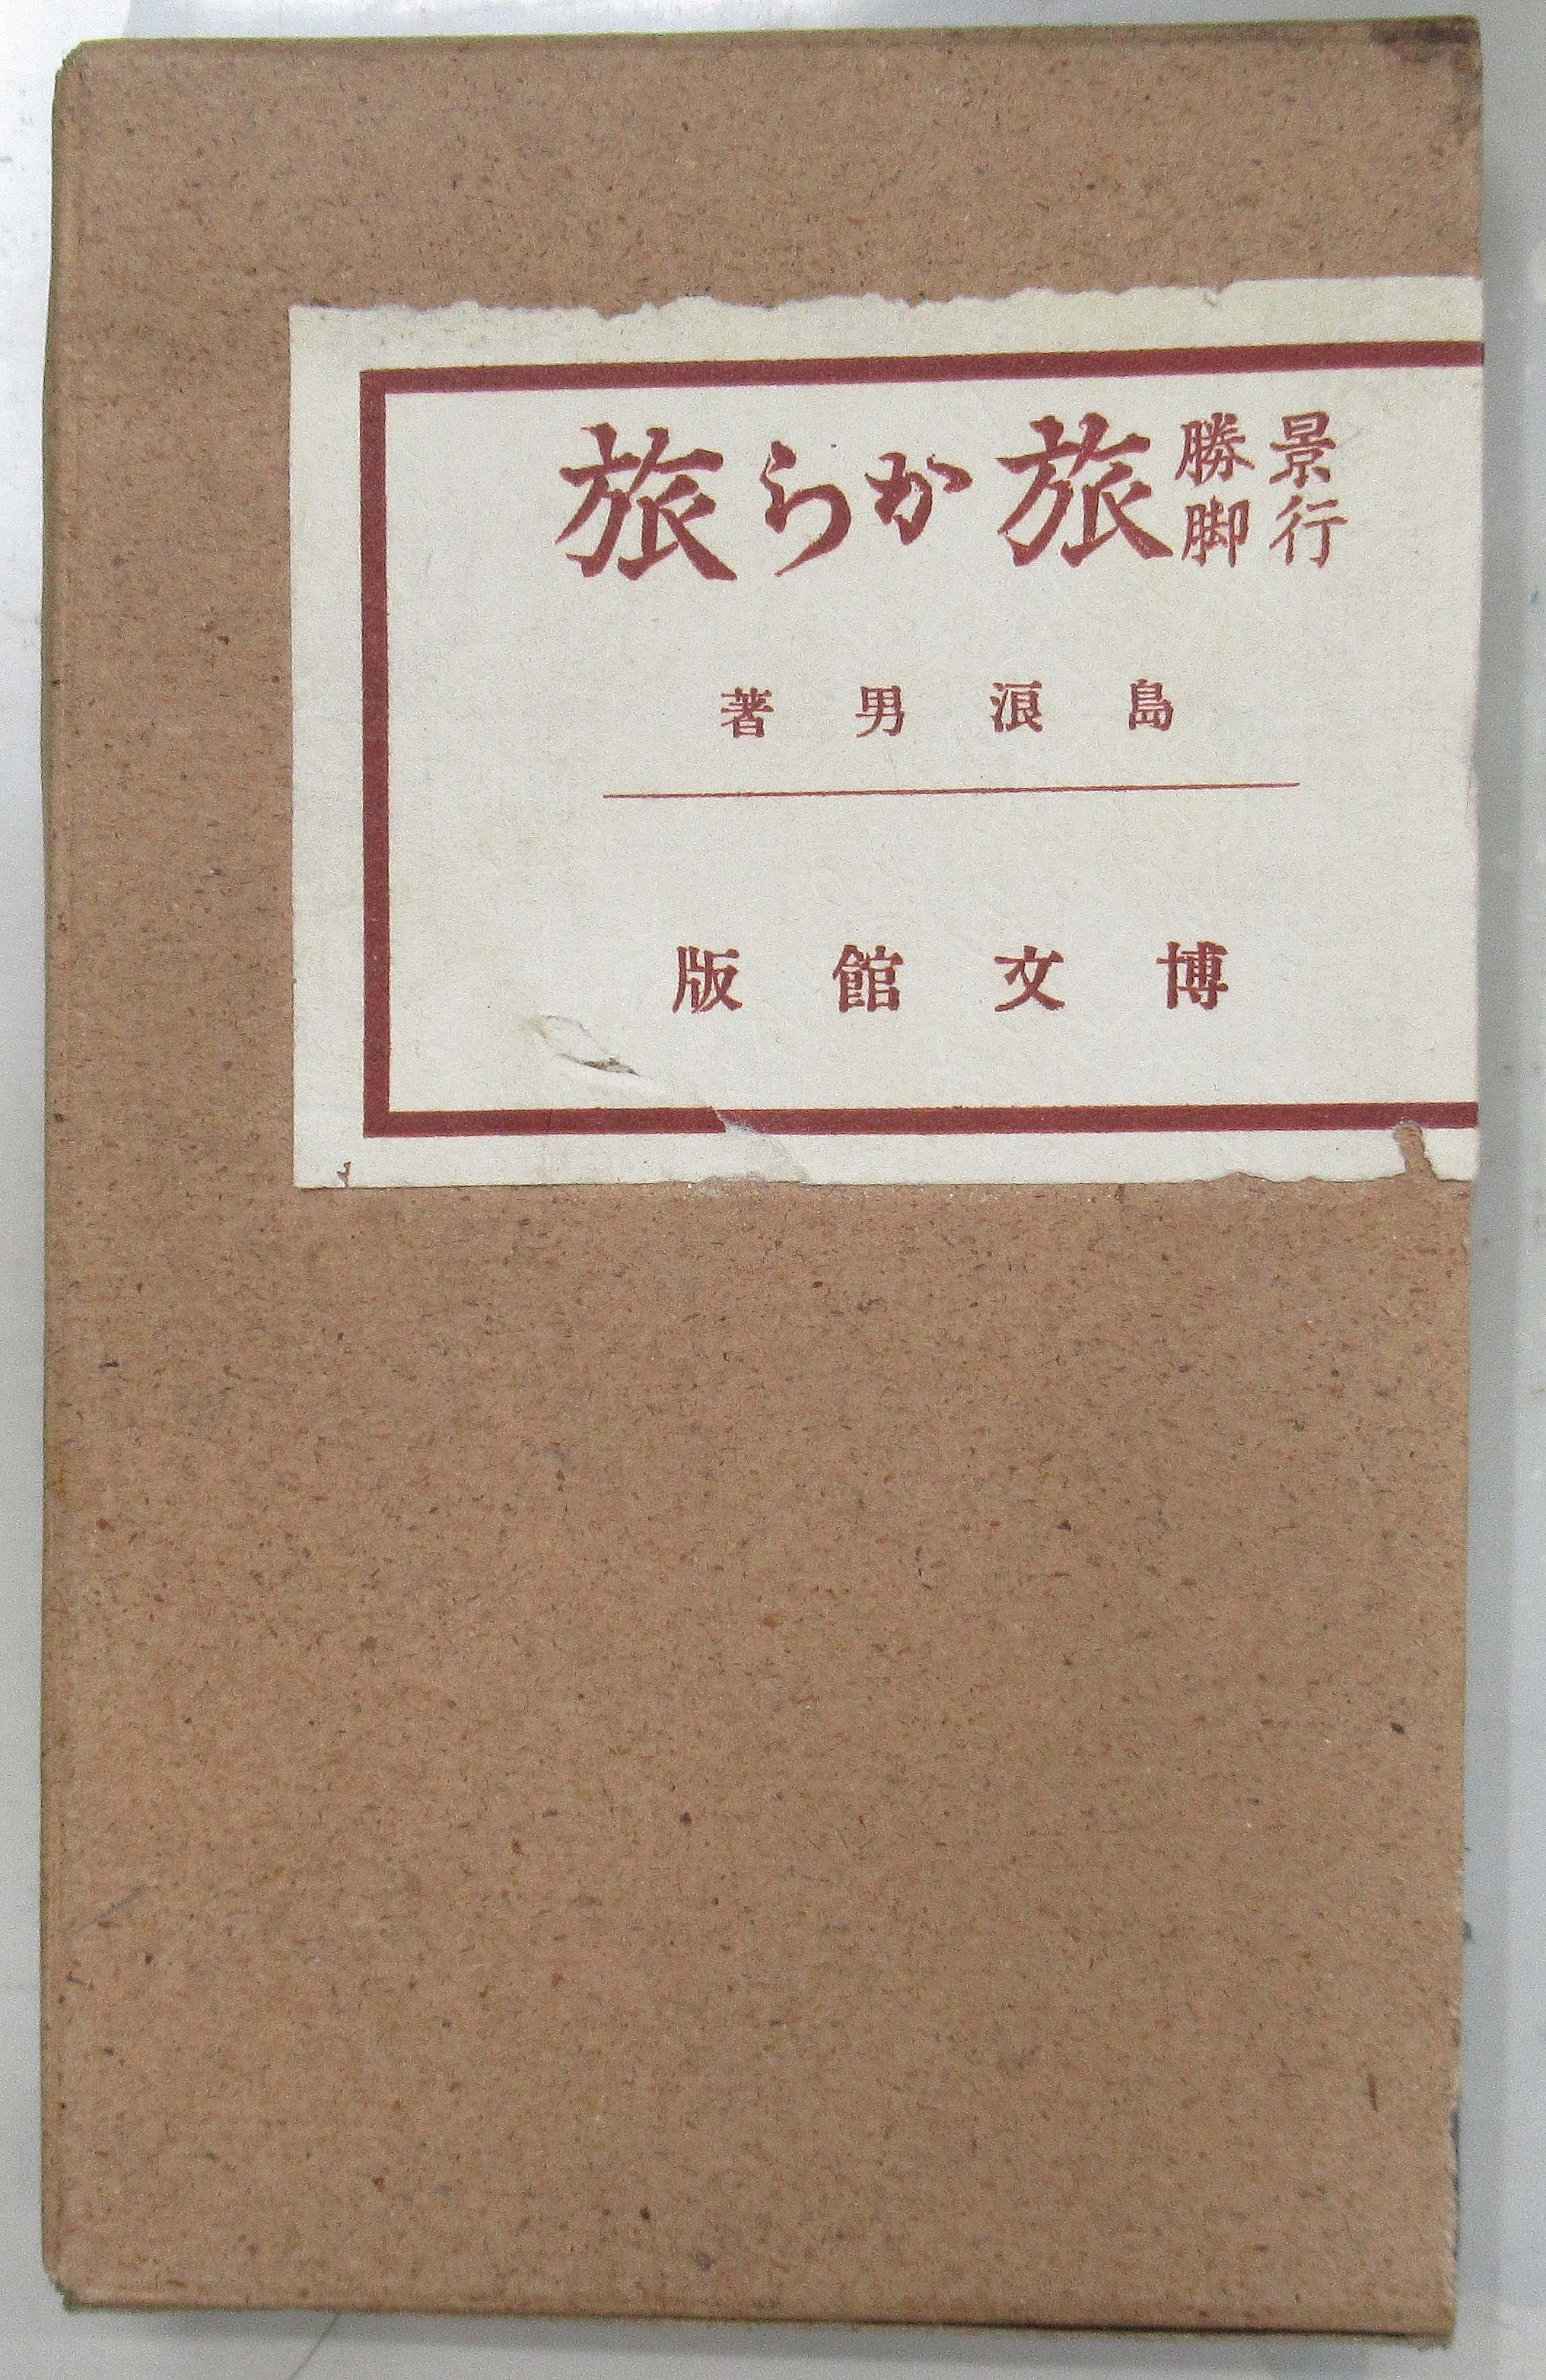 景勝
行脚
旅から旅
島浪男著
博文館版